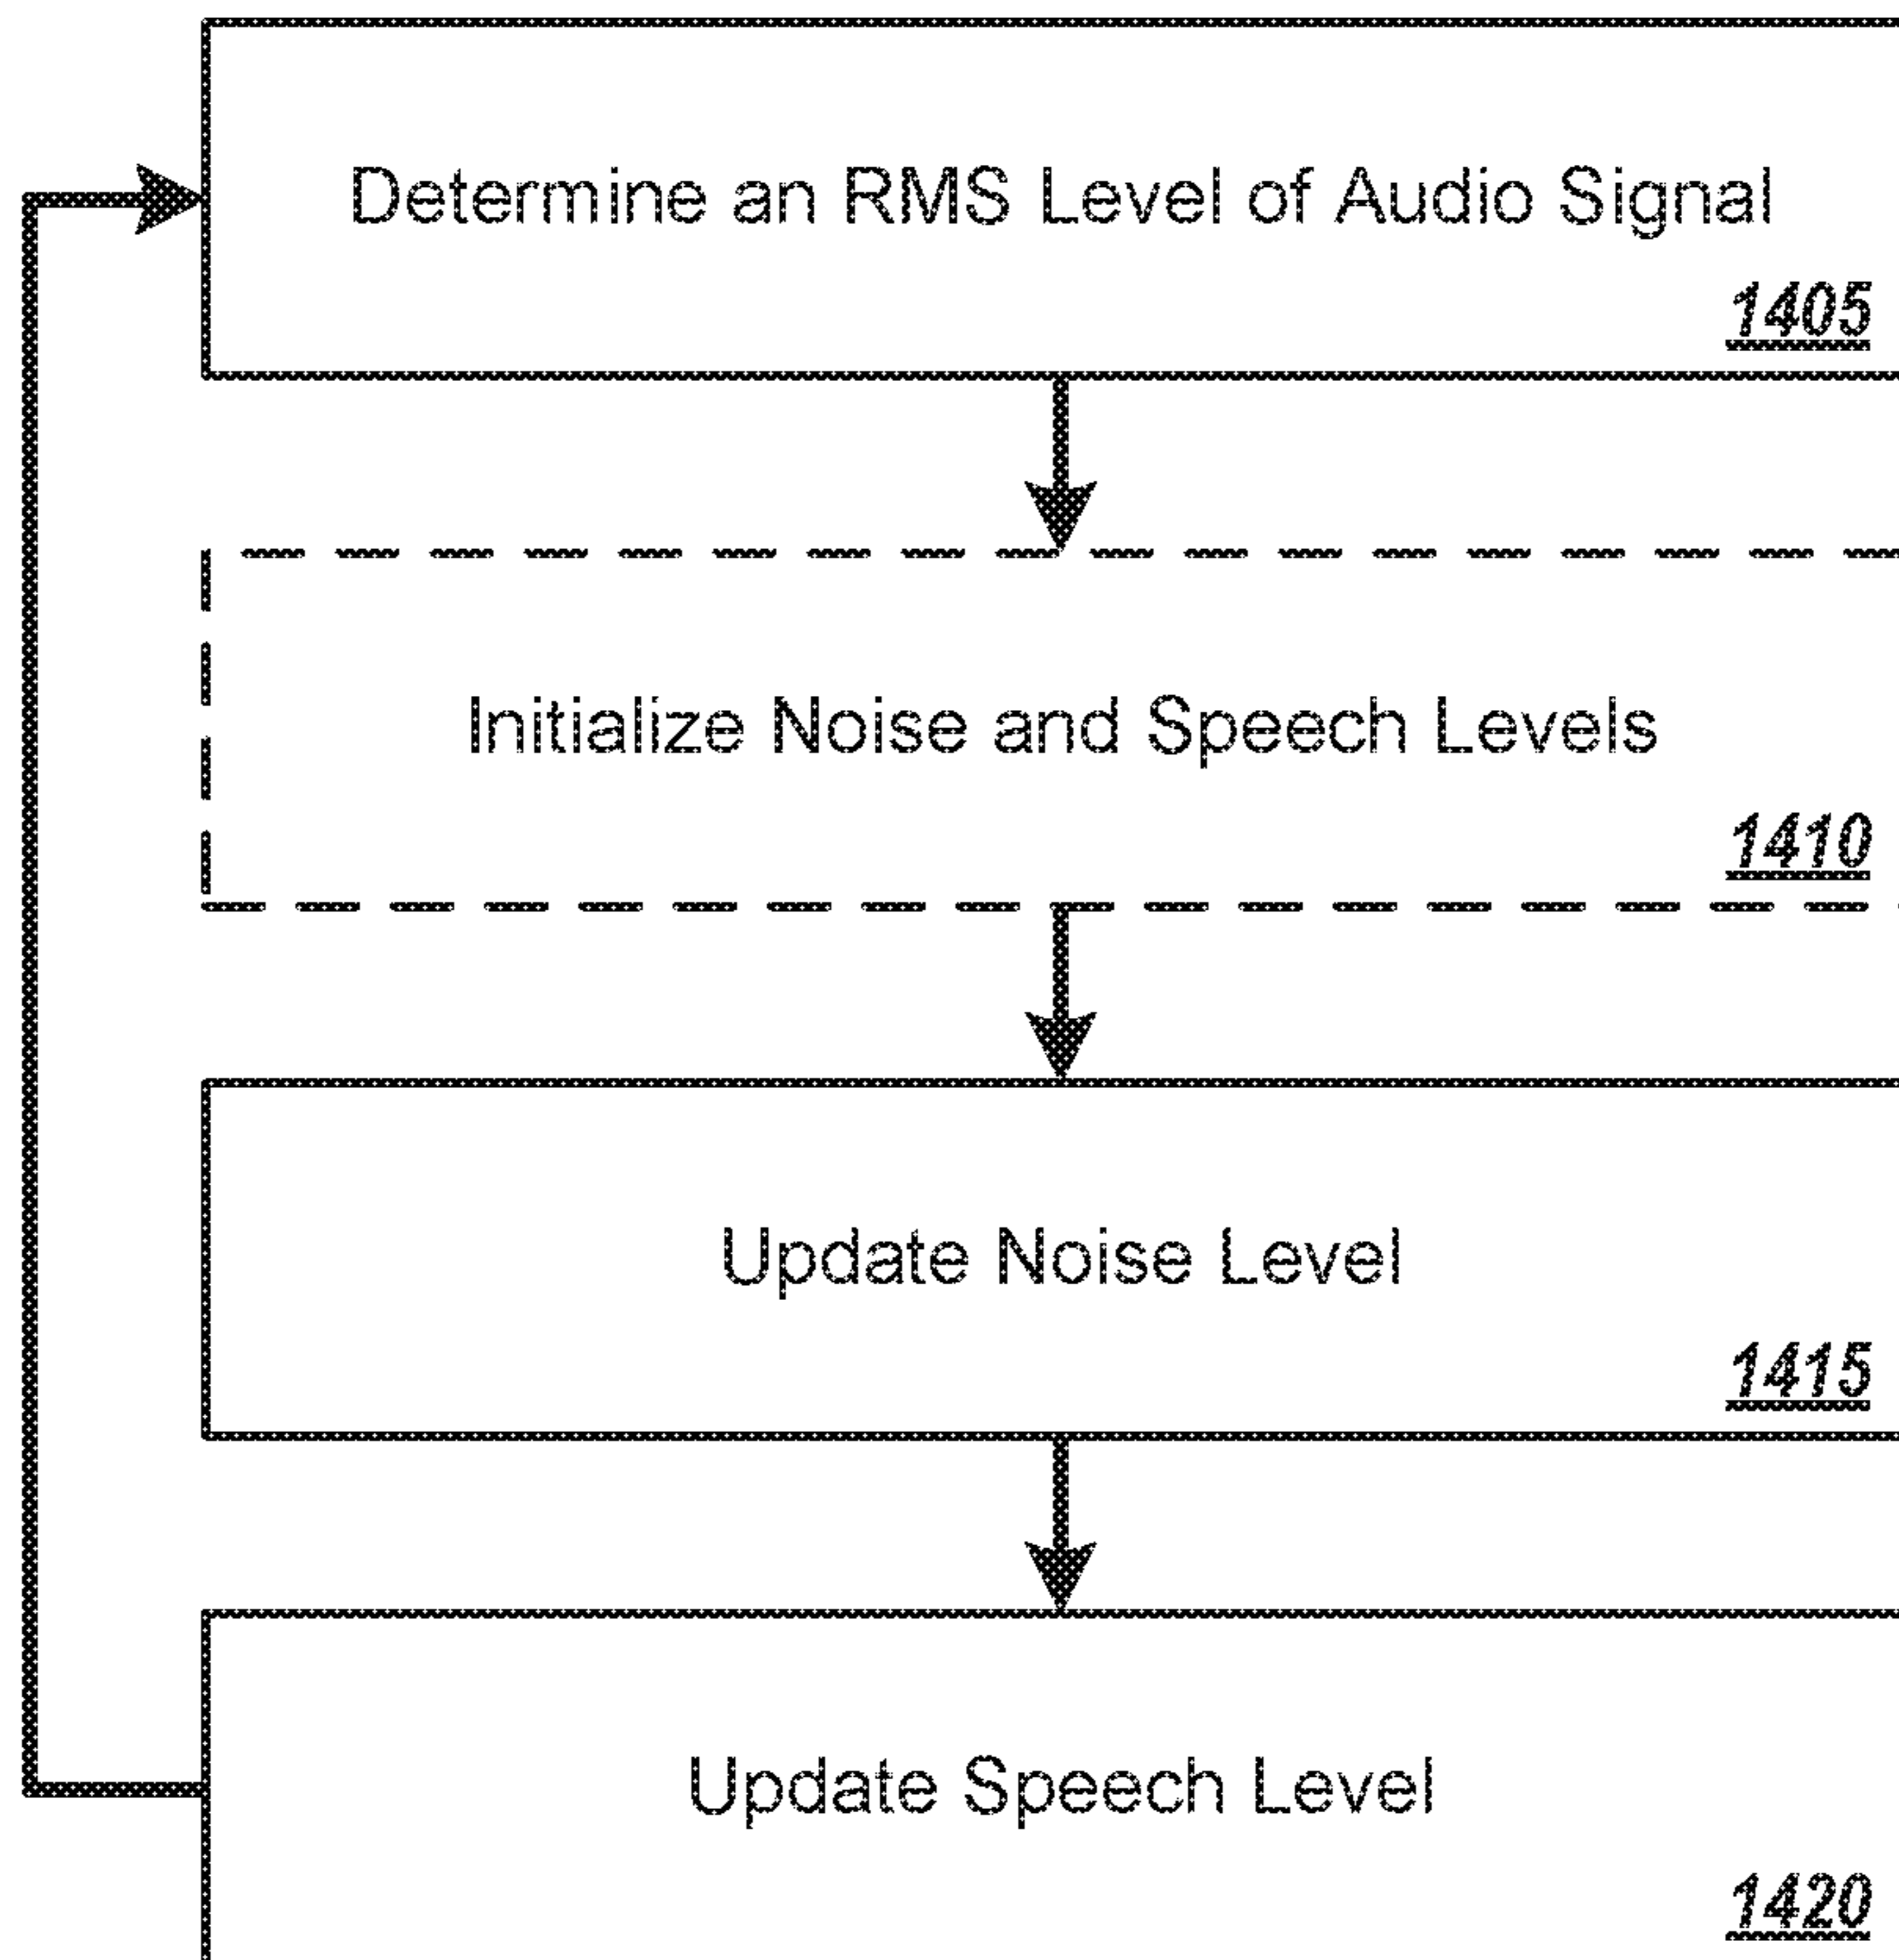 Determine an RMS Level of Audio Signal
1405
Initialize Noise and Speech Levels
1410
Update Noise Level
1415
Update Speech Level
1420